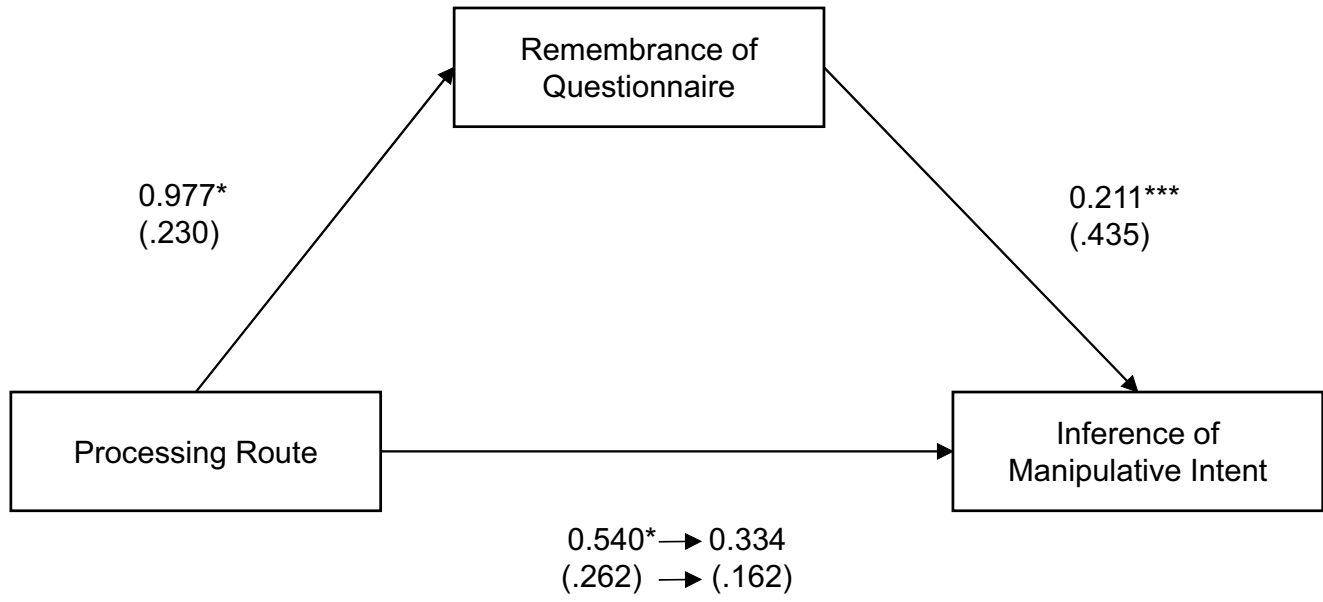 Remembrance of
Questionnaire
0.977*
(.230)
0.211***
(.435)
Processing Route
Inference of
Manipulative Intent
0.540* → 0.334
(.262) → (.162)